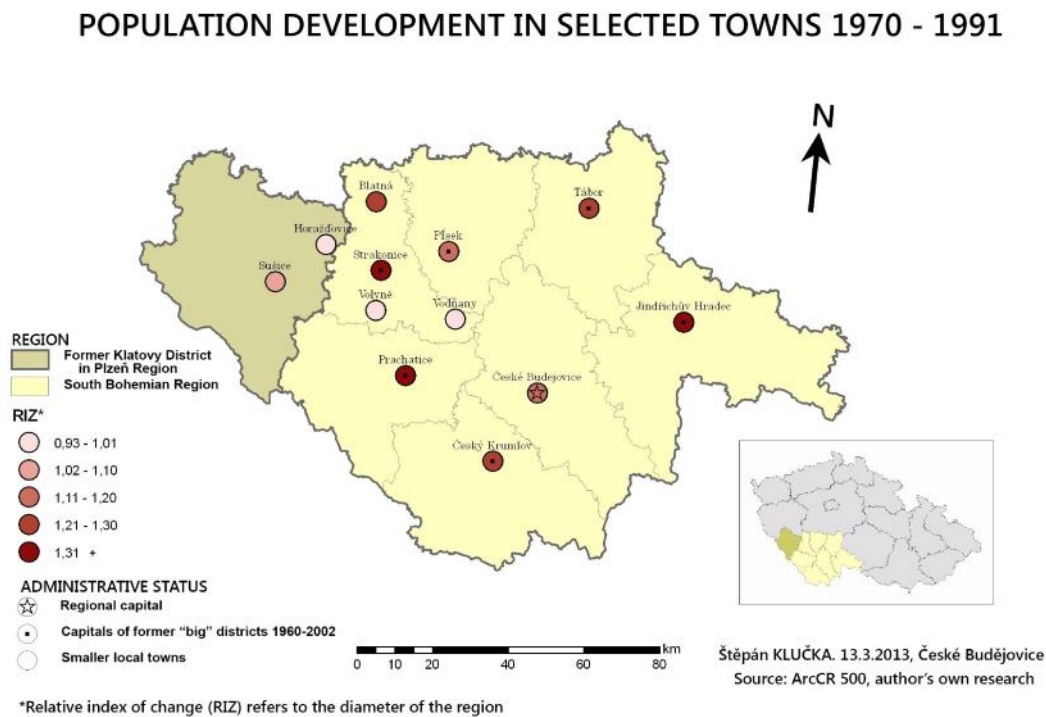 POPULATION DEVELOPMENT IN SELECTED TOWNS 1970 - 1991
N
Blatná
Tábor
Horažďovice
Písek
Strakonice
Sušice
Volyně
Vodňany
Jindřichův Hradec
Prachatice
České Budejovice
Český Krumlov
REGION
Former Klatovy District
in Plzeň Region
South Bohemian Region
RIZ*
0,93 - 1,01
1,02 - 1,10
1,11 - 1,20
1,21 - 1,30
1,31 +
ADMINISTRATIVE STATUS
Regional capital
Capitals of former "big" districts 1960-2002
Smaller local towns
km
0 5 10 20 40 60 80
Štěpán KLUČKA. 13.3.2013, České Budějovice
Source: ArcCR 500, author's own research
*Relative index of change (RIZ) refers to the diameter of the region